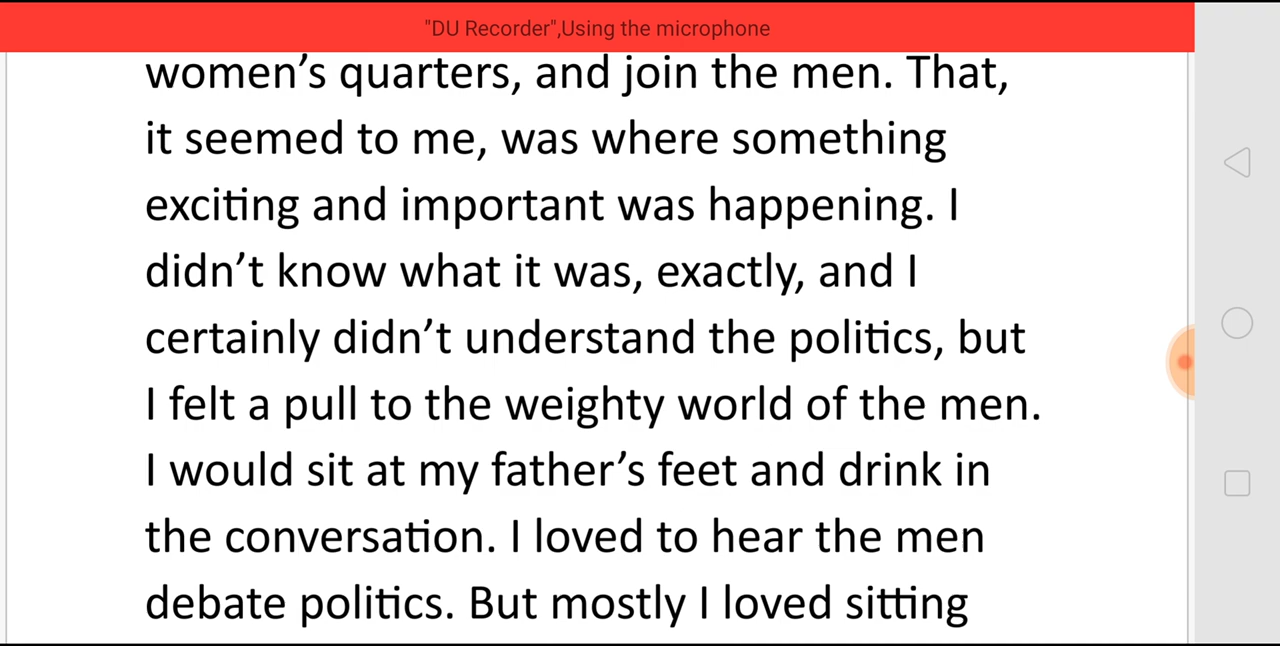 "DU Recorder",Using the microphone
women’s quarters, and join the men. That,
it seemed to me, was where something
exciting and important was happening. I
didn’t know what it was, exactly, and I
certainly didn’t understand the politics, but
I felt a pull to the weighty world of the men.
I would sit at my father’s feet and drink in
the conversation. I loved to hear the men
debate politics. But mostly I loved sitting